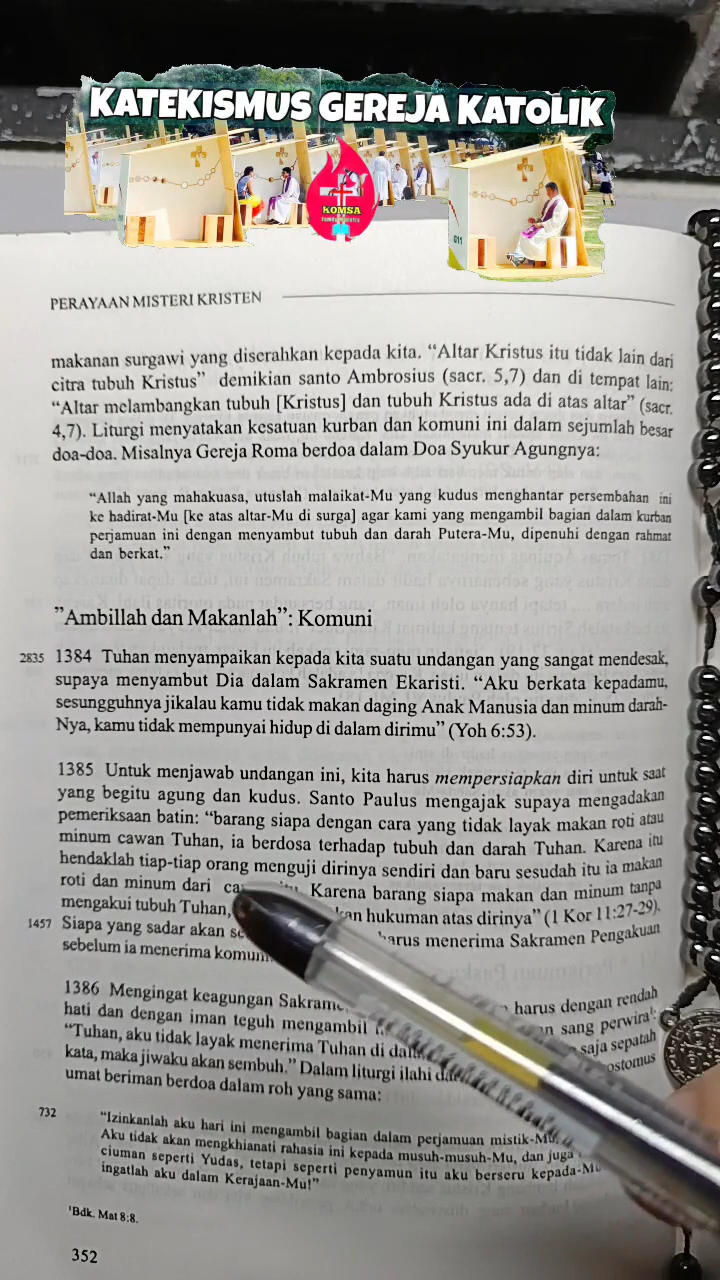 KATEKISMUS GEREJA KATOLIK
KOMSA
011
PERAYAAN MISTERI KRISTEN
makanan surgawi yang diserahkan kepada kita. “Altar Kristus itu tidak lain dari
citra tubuh Kristus” demikian santo Ambrosius (sacr. 5,7) dan di tempat lain:
“Altar melambangkan tubuh [Kristus] dan tubuh Kristus ada di atas altar” (sacr.
4,7). Liturgi menyatakan kesatuan kurban dan komuni ini dalam sejumlah besar
doa-doa. Misalnya Gereja Roma berdoa dalam Doa Syukur Agungnya:
“Allah yang mahakuasa, utuslah malaikat-Mu yang kudus menghantar persembahan ini
ke hadirat-Mu [ke atas altar-Mu di surga] agar kami yang mengambil bagian dalam kurban
perjamuan ini dengan menyambut tubuh dan darah Putera-Mu, dipenuhi dengan rahmat
dan berkat.”
”Ambillah dan Makanlah”: Komuni
2835 1384 Tuhan menyampaikan kepada kita suatu undangan yang sangat mendesak,
supaya menyambut Dia dalam Sakramen Ekaristi. “Aku berkata kepadamu,
sesungguhnya jikalau kamu tidak makan daging Anak Manusia dan minum darah-
Nya, kamu tidak mempunyai hidup di dalam dirimu” (Yoh 6:53).
1385 Untuk menjawab undangan ini, kita harus mempersiapkan diri untuk saat
yang begitu agung dan kudus. Santo Paulus mengajak supaya mengadakan
pemeriksaan batin: “barang siapa dengan cara yang tidak layak makan roti atau
minum cawan Tuhan, ia berdosa terhadap tubuh dan darah Tuhan. Karena itu
hendaklah tiap-tiap orang menguji dirinya sendiri dan baru sesudah itu ia makan
roti dan minum dari Karena barang siapa makan dan minum tanpa
mengakui tubuh Tuhan, hukuman atas dirinya” (1 Kor 11:27-29).
1457 Siapa yang sadar akan harus menerima Sakramen Pengakuan
sebelum ia menerima
1386 Mengingat keagungan harus dengan rendah
hati dan dengan iman teguh mengambil sang perwira¹:
“Tuhan, aku tidak layak menerima Tuhan di saja sepatah
kata, maka jiwaku akan sembuh.” Dalam liturgi ilahi
umat beriman berdoa dalam roh yang sama:
732 “Izinkanlah aku hari ini mengambil bagian dalam perjamuan
Aku tidak akan mengkhianati rahasia ini kepada musuh-musuh-Mu, dan juga
ciuman seperti Yudas, tetapi seperti penyamun itu aku berseru
ingatlah aku dalam Kerajaan-Mu!”
¹Bdk. Mat 8:8.
352